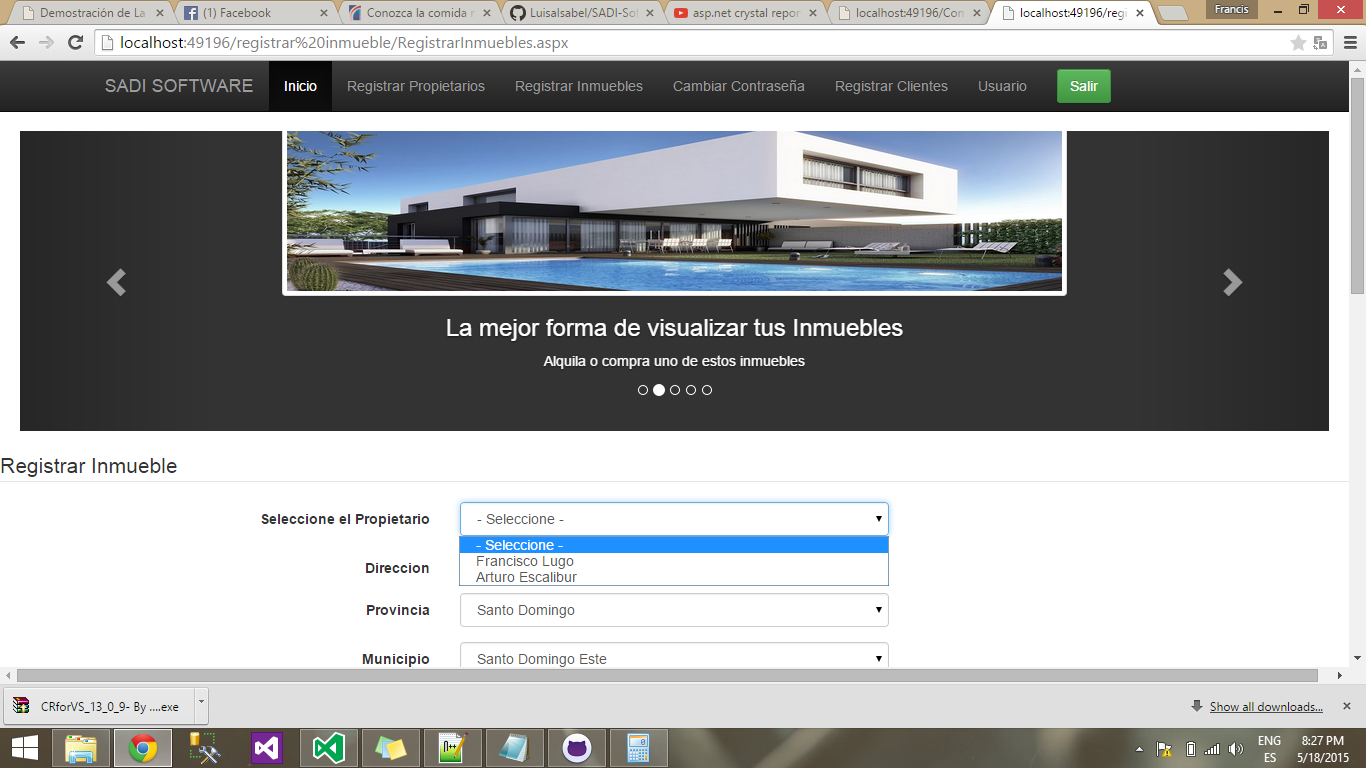 Demostración de La
(1) Facebook
Conozca la comida
LuisaIsabel/SADI-So
asp.net crystal repor
localhost:49196/Con
localhost:49196/regi
Francis
localhost:49196/registrar%20inmueble/RegistrarInmuebles.aspx
SADI SOFTWARE
Inicio
Registrar Propietarios
Registrar Inmuebles
Cambiar Contraseña
Registrar Clientes
Usuario
Salir
La mejor forma de visualizar tus Inmuebles
Alquila o compra uno de estos inmuebles
Registrar Inmueble
Seleccione el Propietario
- Seleccione -
- Seleccione -
Francisco Lugo
Arturo Escalibur
Direccion
Provincia
Santo Domingo
Municipio
Santo Domingo Este
CRforVS_13_0_9- By ....exe
Show all downloads...
N++
ENG
ES
8:27 PM
5/18/2015